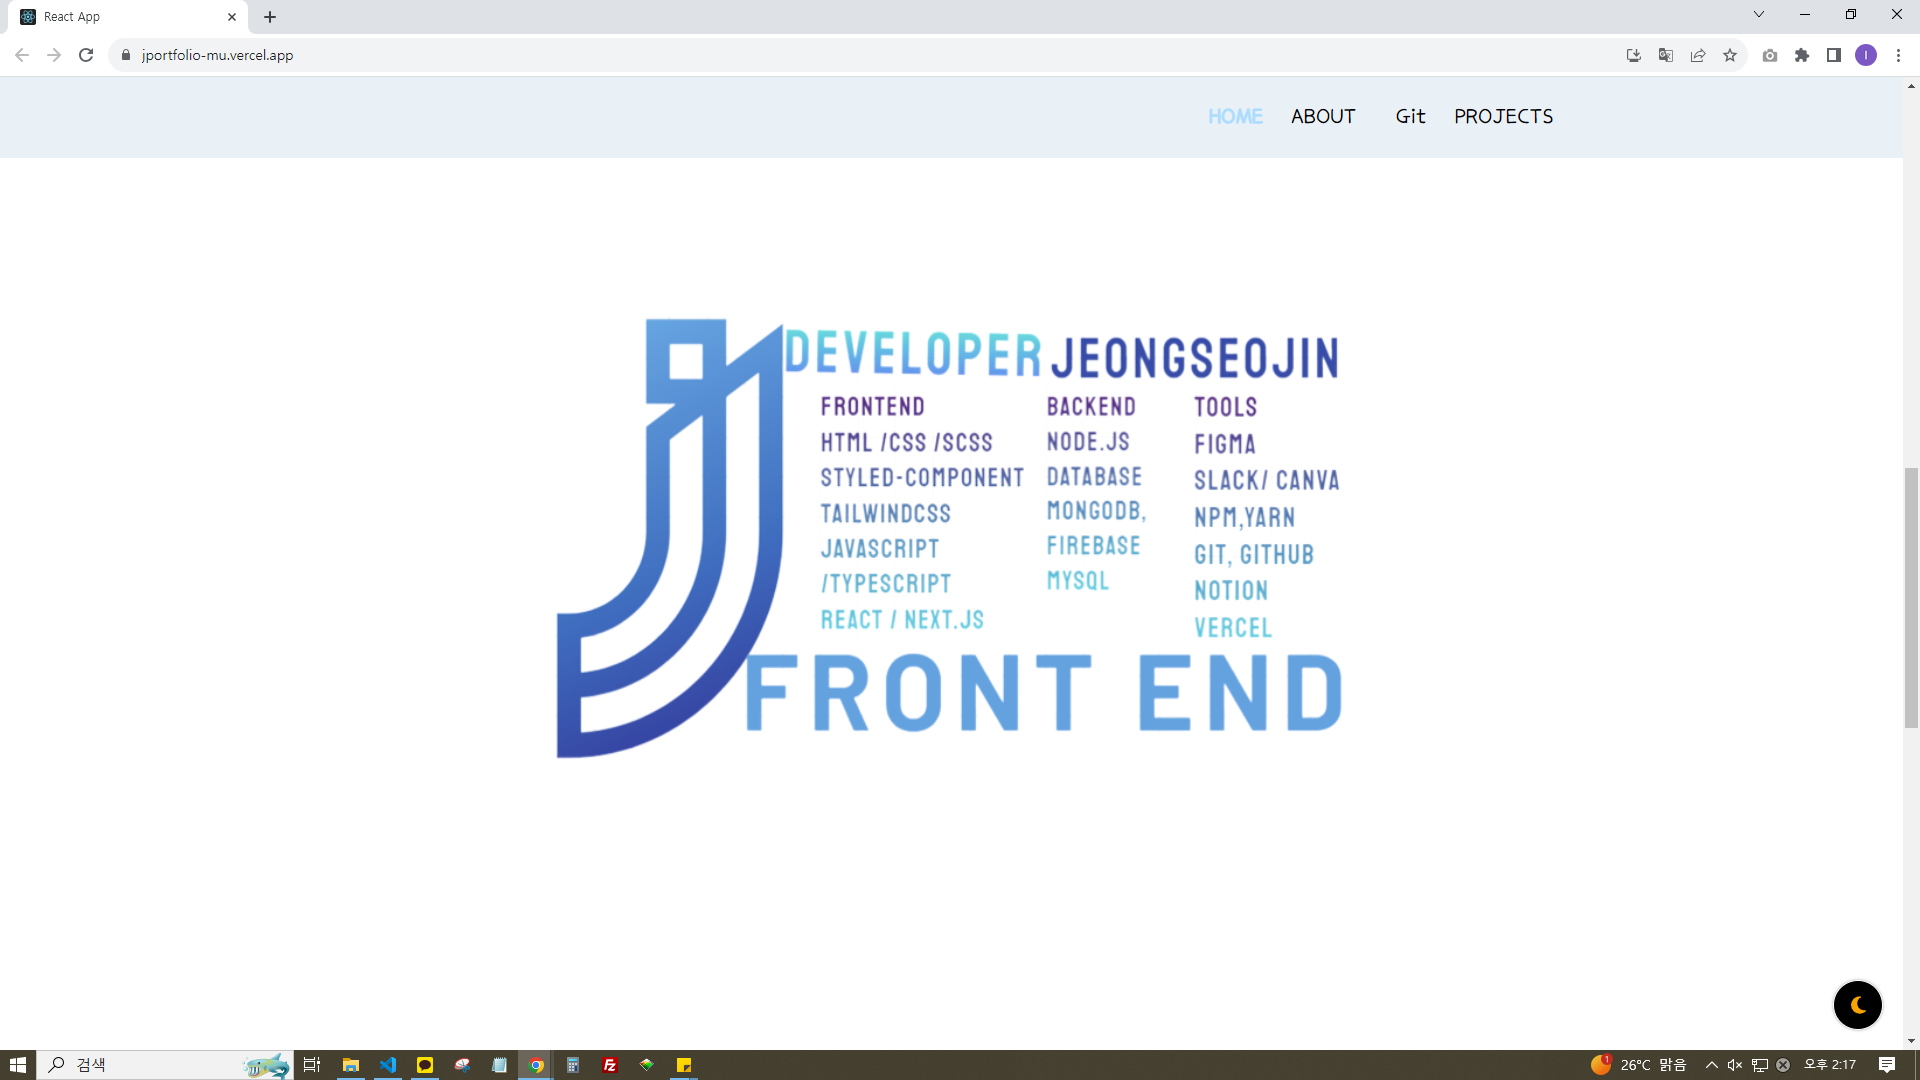 React App
jportfolio-mu.vercel.app
I
HOME ABOUT Git PROJECTS
DEVELOPER JEONGSEOJIN
FRONTEND
HTML /CSS /SCSS
STYLED-COMPONENT
TAILWINDCSS
JAVASCRIPT
/TYPESCRIPT
REACT / NEXT.JS
BACKEND
NODE.JS
DATABASE
MONGODB,
FIREBASE
MYSQL
TOOLS
FIGMA
SLACK/ CANVA
NPM,YARN
GIT, GITHUB
NOTION
VERCEL
FRONT END
검색
1
26°C 맑음
오후 2:17